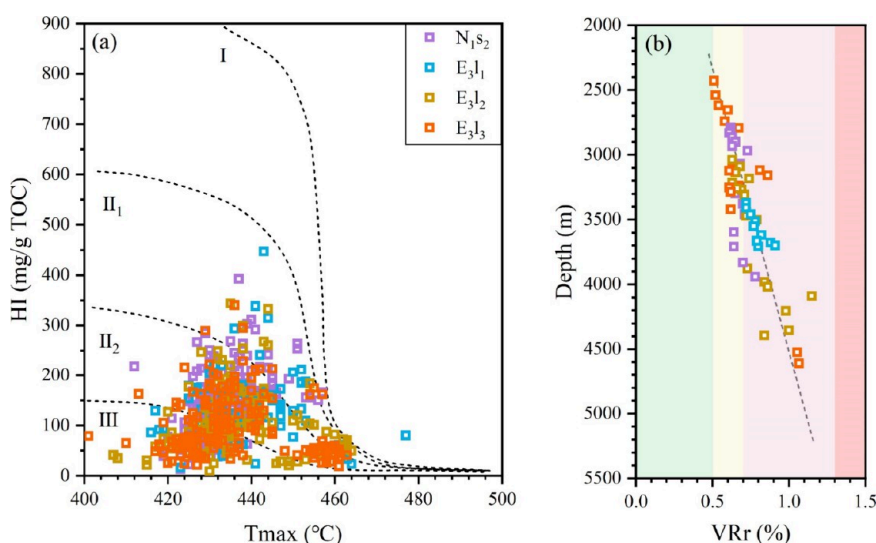 (a)
I
II₁
II₂
III
N₁s₂
E₃l₁
E₃l₂
E₃l₃
900
800
700
600
500
400
300
200
100
0
HI (mg/g TOC)
400 420 440 460 480 500
Tmax (℃)
(b)
2000
2500
3000
3500
4000
4500
5000
5500
Depth (m)
0.0 0.5 1.0 1.5
VRr (%)